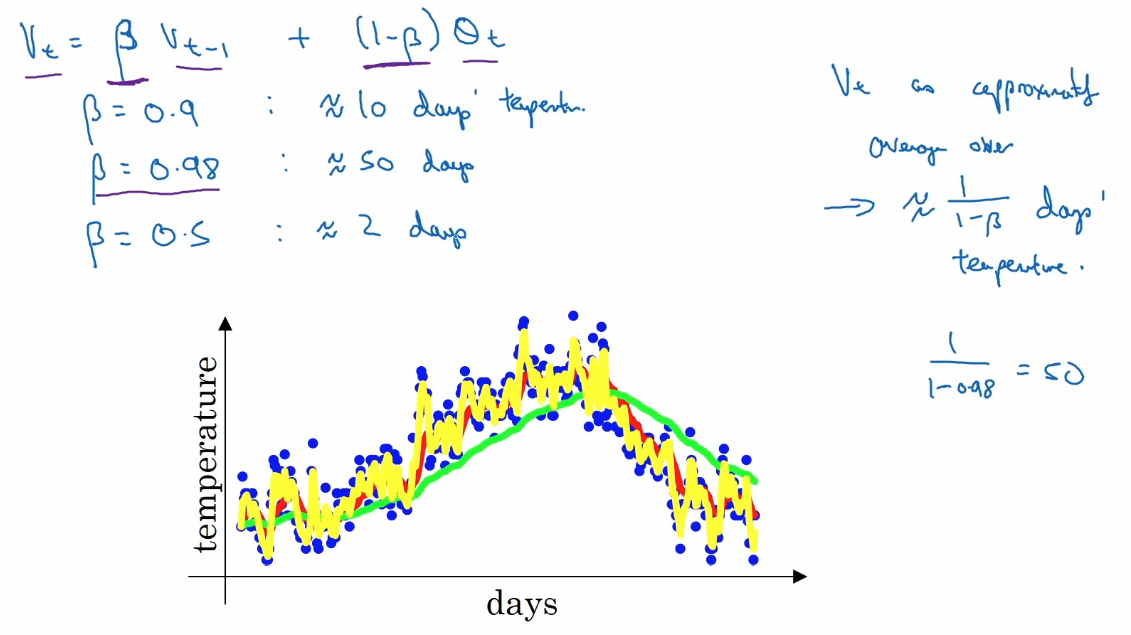 Vt = β Vt-1 + (1-β) θt
β = 0.9 : ≈ 10 days' temperature.
β = 0.98 : ≈ 50 days
β = 0.5 : ≈ 2 days
Vt as approximately
average over
→ ≈ 1/(1-β) days'
temperature.
1/(1-0.98) = 50
temperature
days